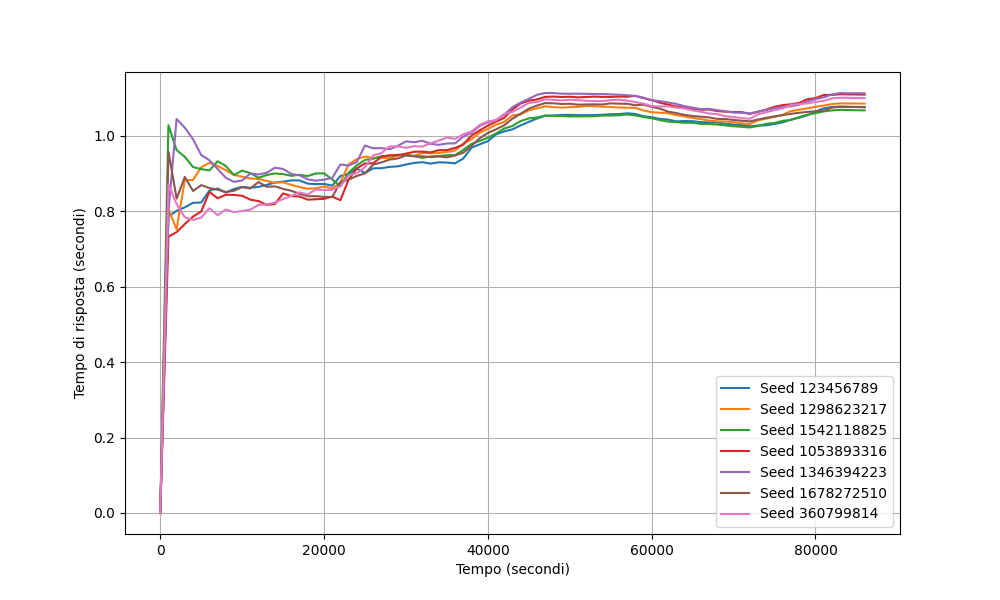 1.0
0.8
0.6
0.4
0.2
0.0
Tempo di risposta (secondi)
0 20000 40000 60000 80000
Tempo (secondi)
Seed 123456789
Seed 1298623217
Seed 1542118825
Seed 1053893316
Seed 1346394223
Seed 1678272510
Seed 360799814